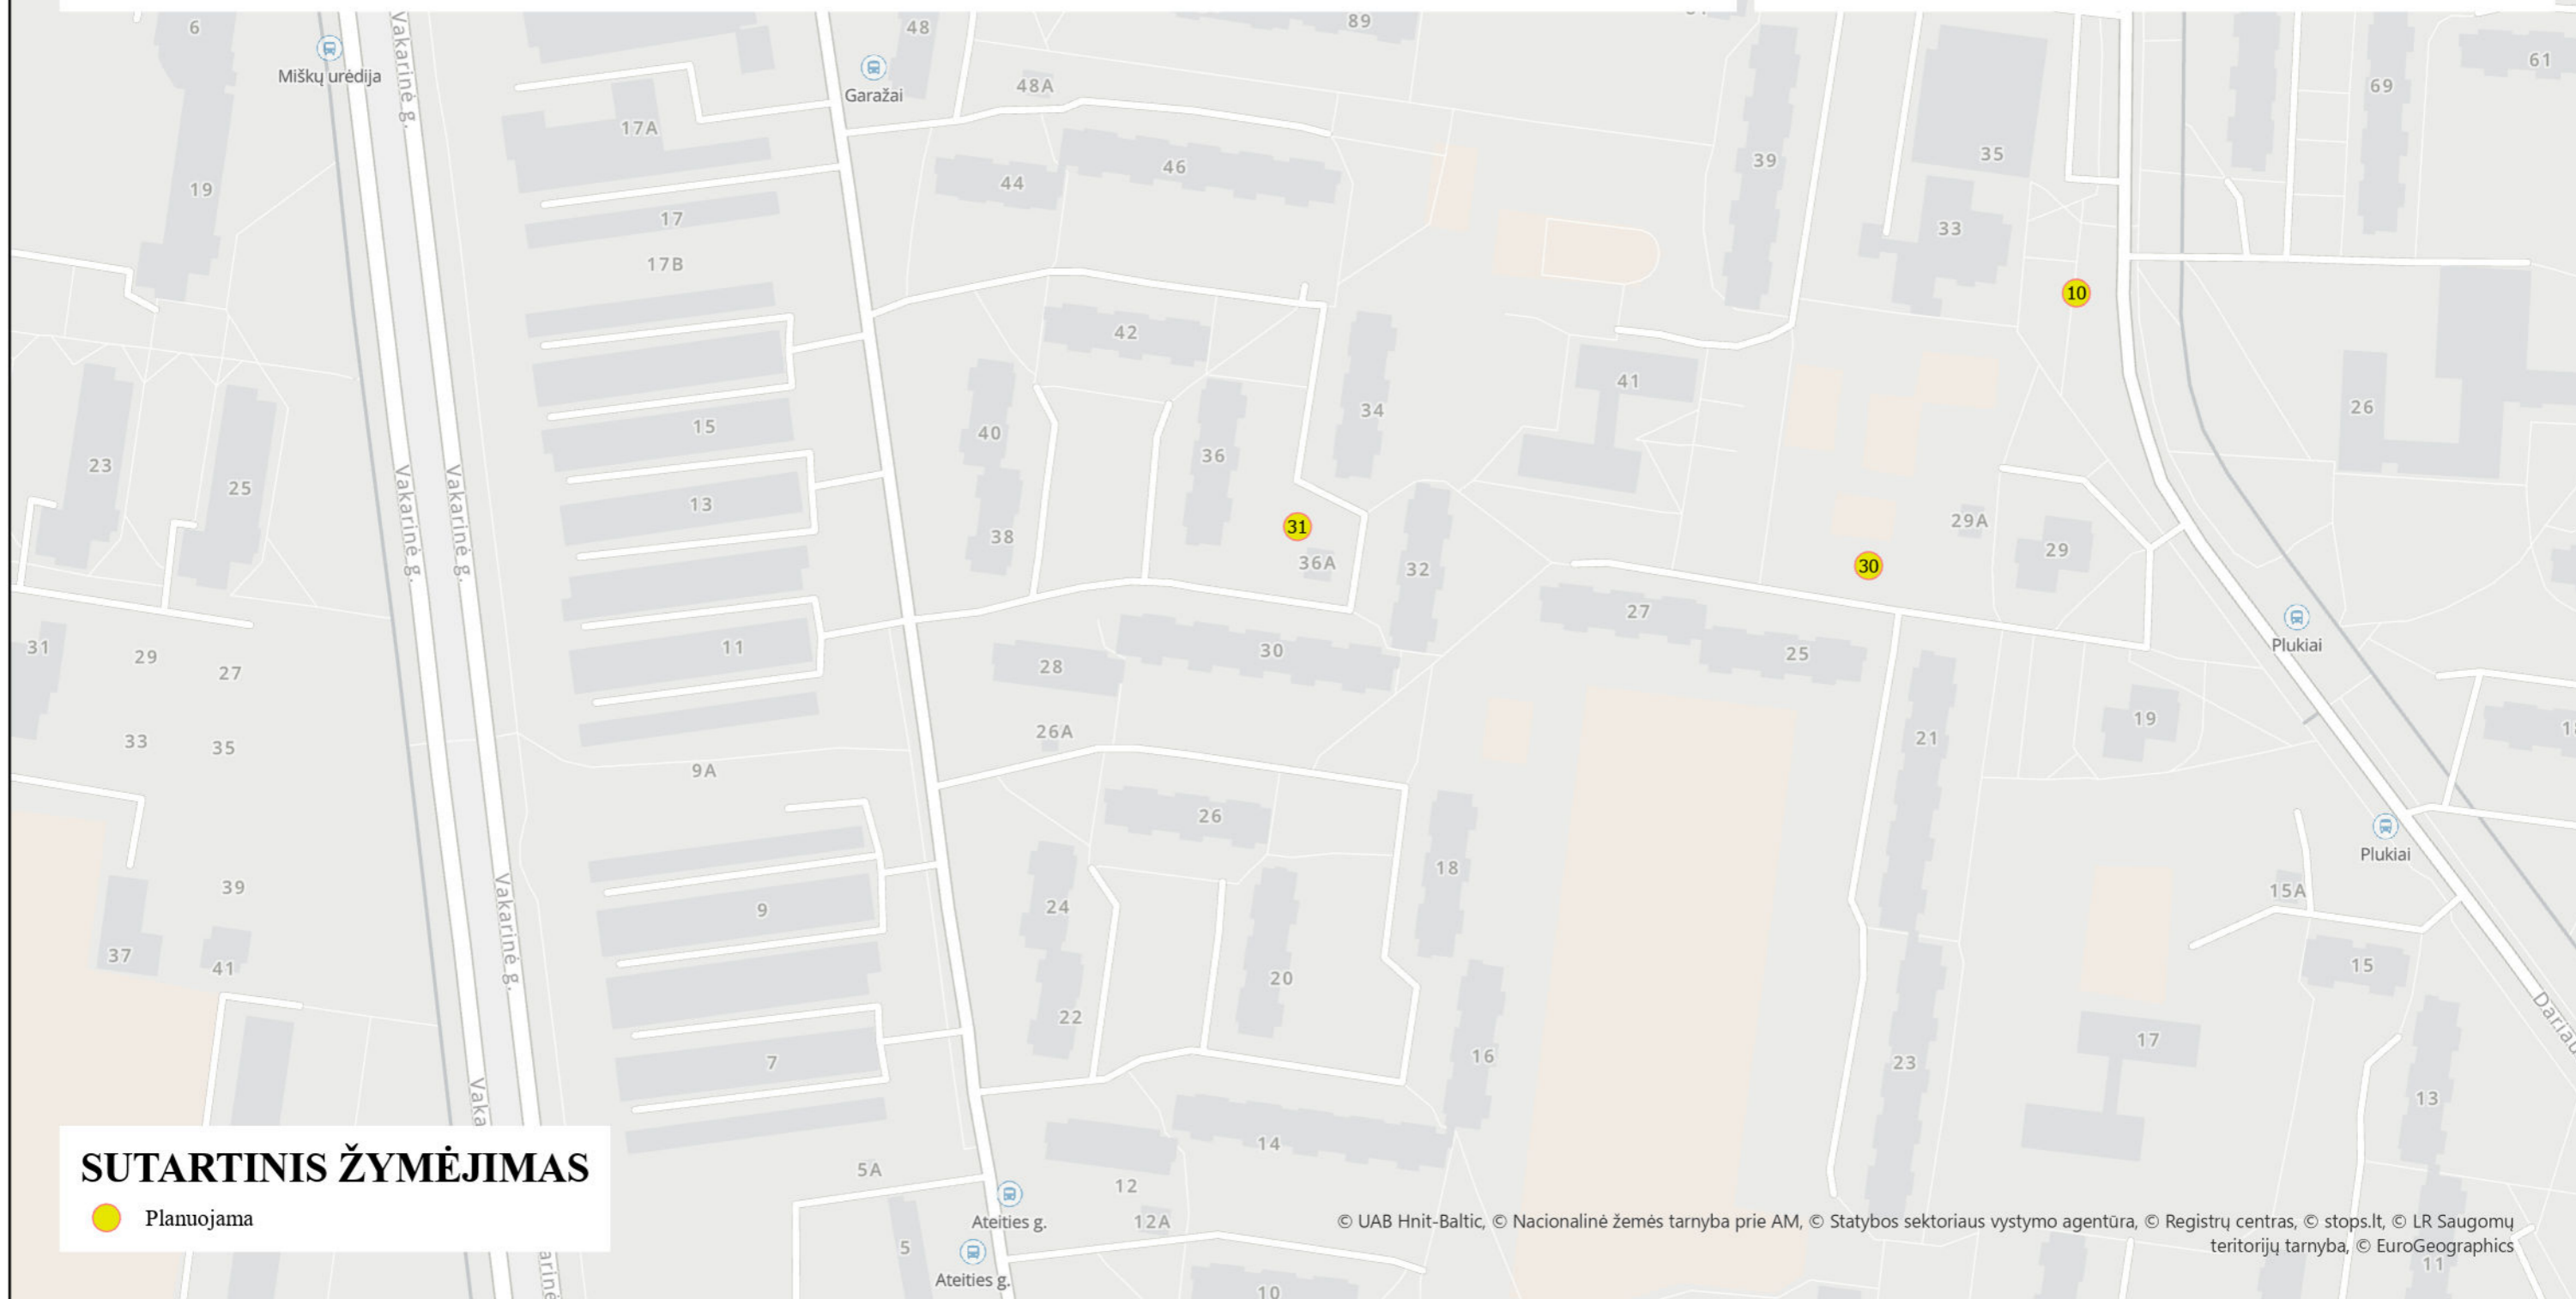 6
Miškų urėdija
Vakarinė g.
48
Garažai
89
48A
61
69
17A
35
39
46
44
19
17
33
17B
10
42
41
26
34
15
40
36
23
25
13
31
29A
38
29
36A
32
30
27
Vakarinė g.
Vakarinė g.
11
31
29
27
28
30
25
Plukiai
19
26A
21
33
35
9A
26
18
Plukiai
39
15A
24
9
37
41
20
15
Vakarinė g.
22
16
17
23
7
13
14
5A
12
12A
Ateities g.
5
Ateities g.
10
11
SUTARTINIS ŽYMĖJIMAS
Planuojama
© UAB Hnit-Baltic, © Nacionalinė žemės tarnyba prie AM, © Statybos sektoriaus vystymo agentūra, © Registrų centras, © stops.lt, © LR Saugomų
teritorijų tarnyba, © EuroGeographics